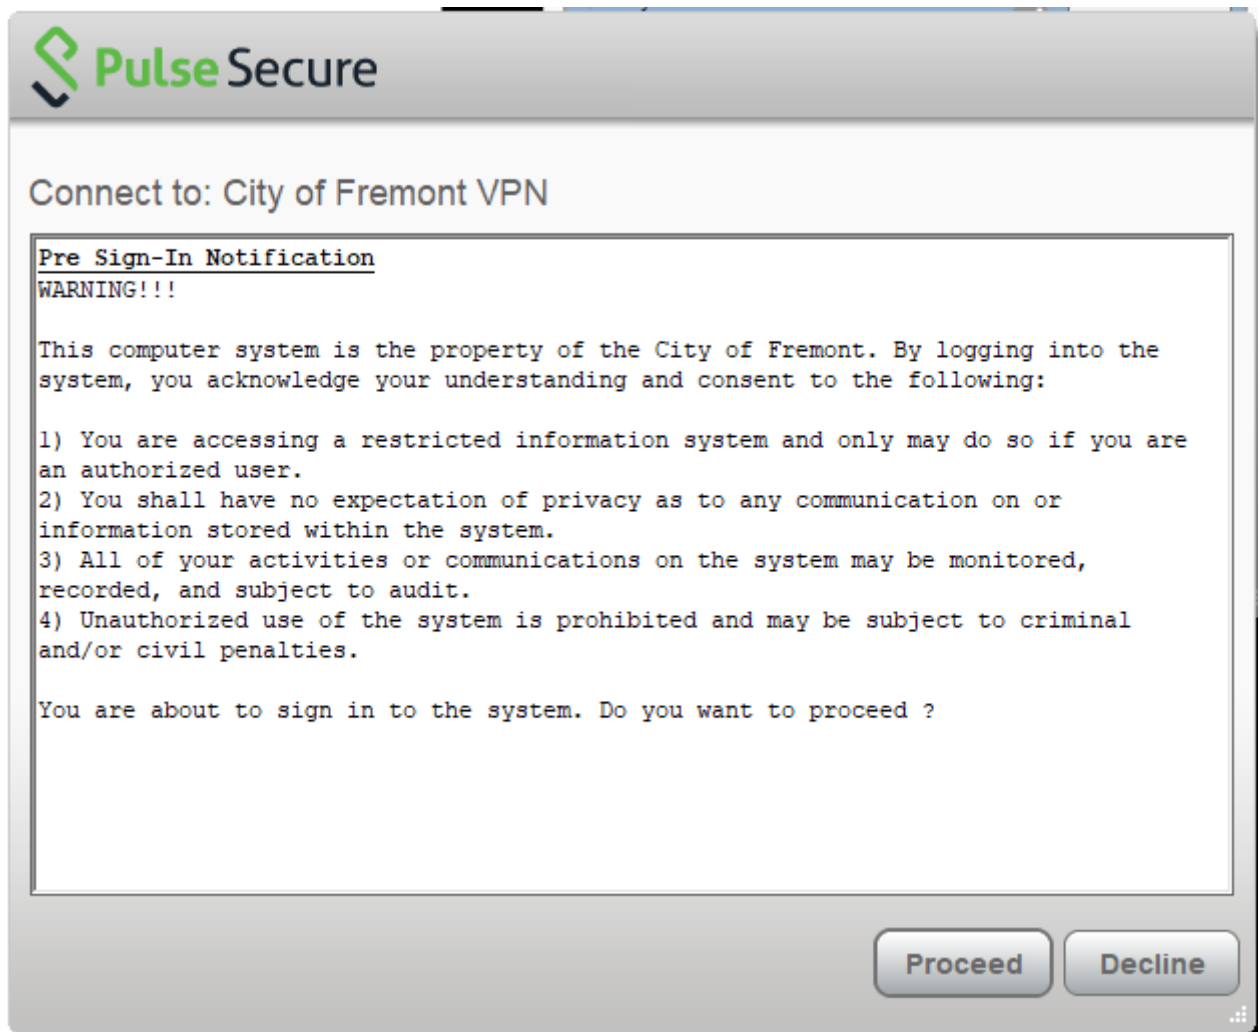 Pulse Secure
Connect to: City of Fremont VPN
Pre Sign-In Notification
WARNING!!!
This computer system is the property of the City of Fremont. By logging into the
system, you acknowledge your understanding and consent to the following:
1) You are accessing a restricted information system and only may do so if you are
an authorized user.
2) You shall have no expectation of privacy as to any communication on or
information stored within the system.
3) All of your activities or communications on the system may be monitored,
recorded, and subject to audit.
4) Unauthorized use of the system is prohibited and may be subject to criminal
and/or civil penalties.
You are about to sign in to the system. Do you want to proceed ?
Proceed
Decline